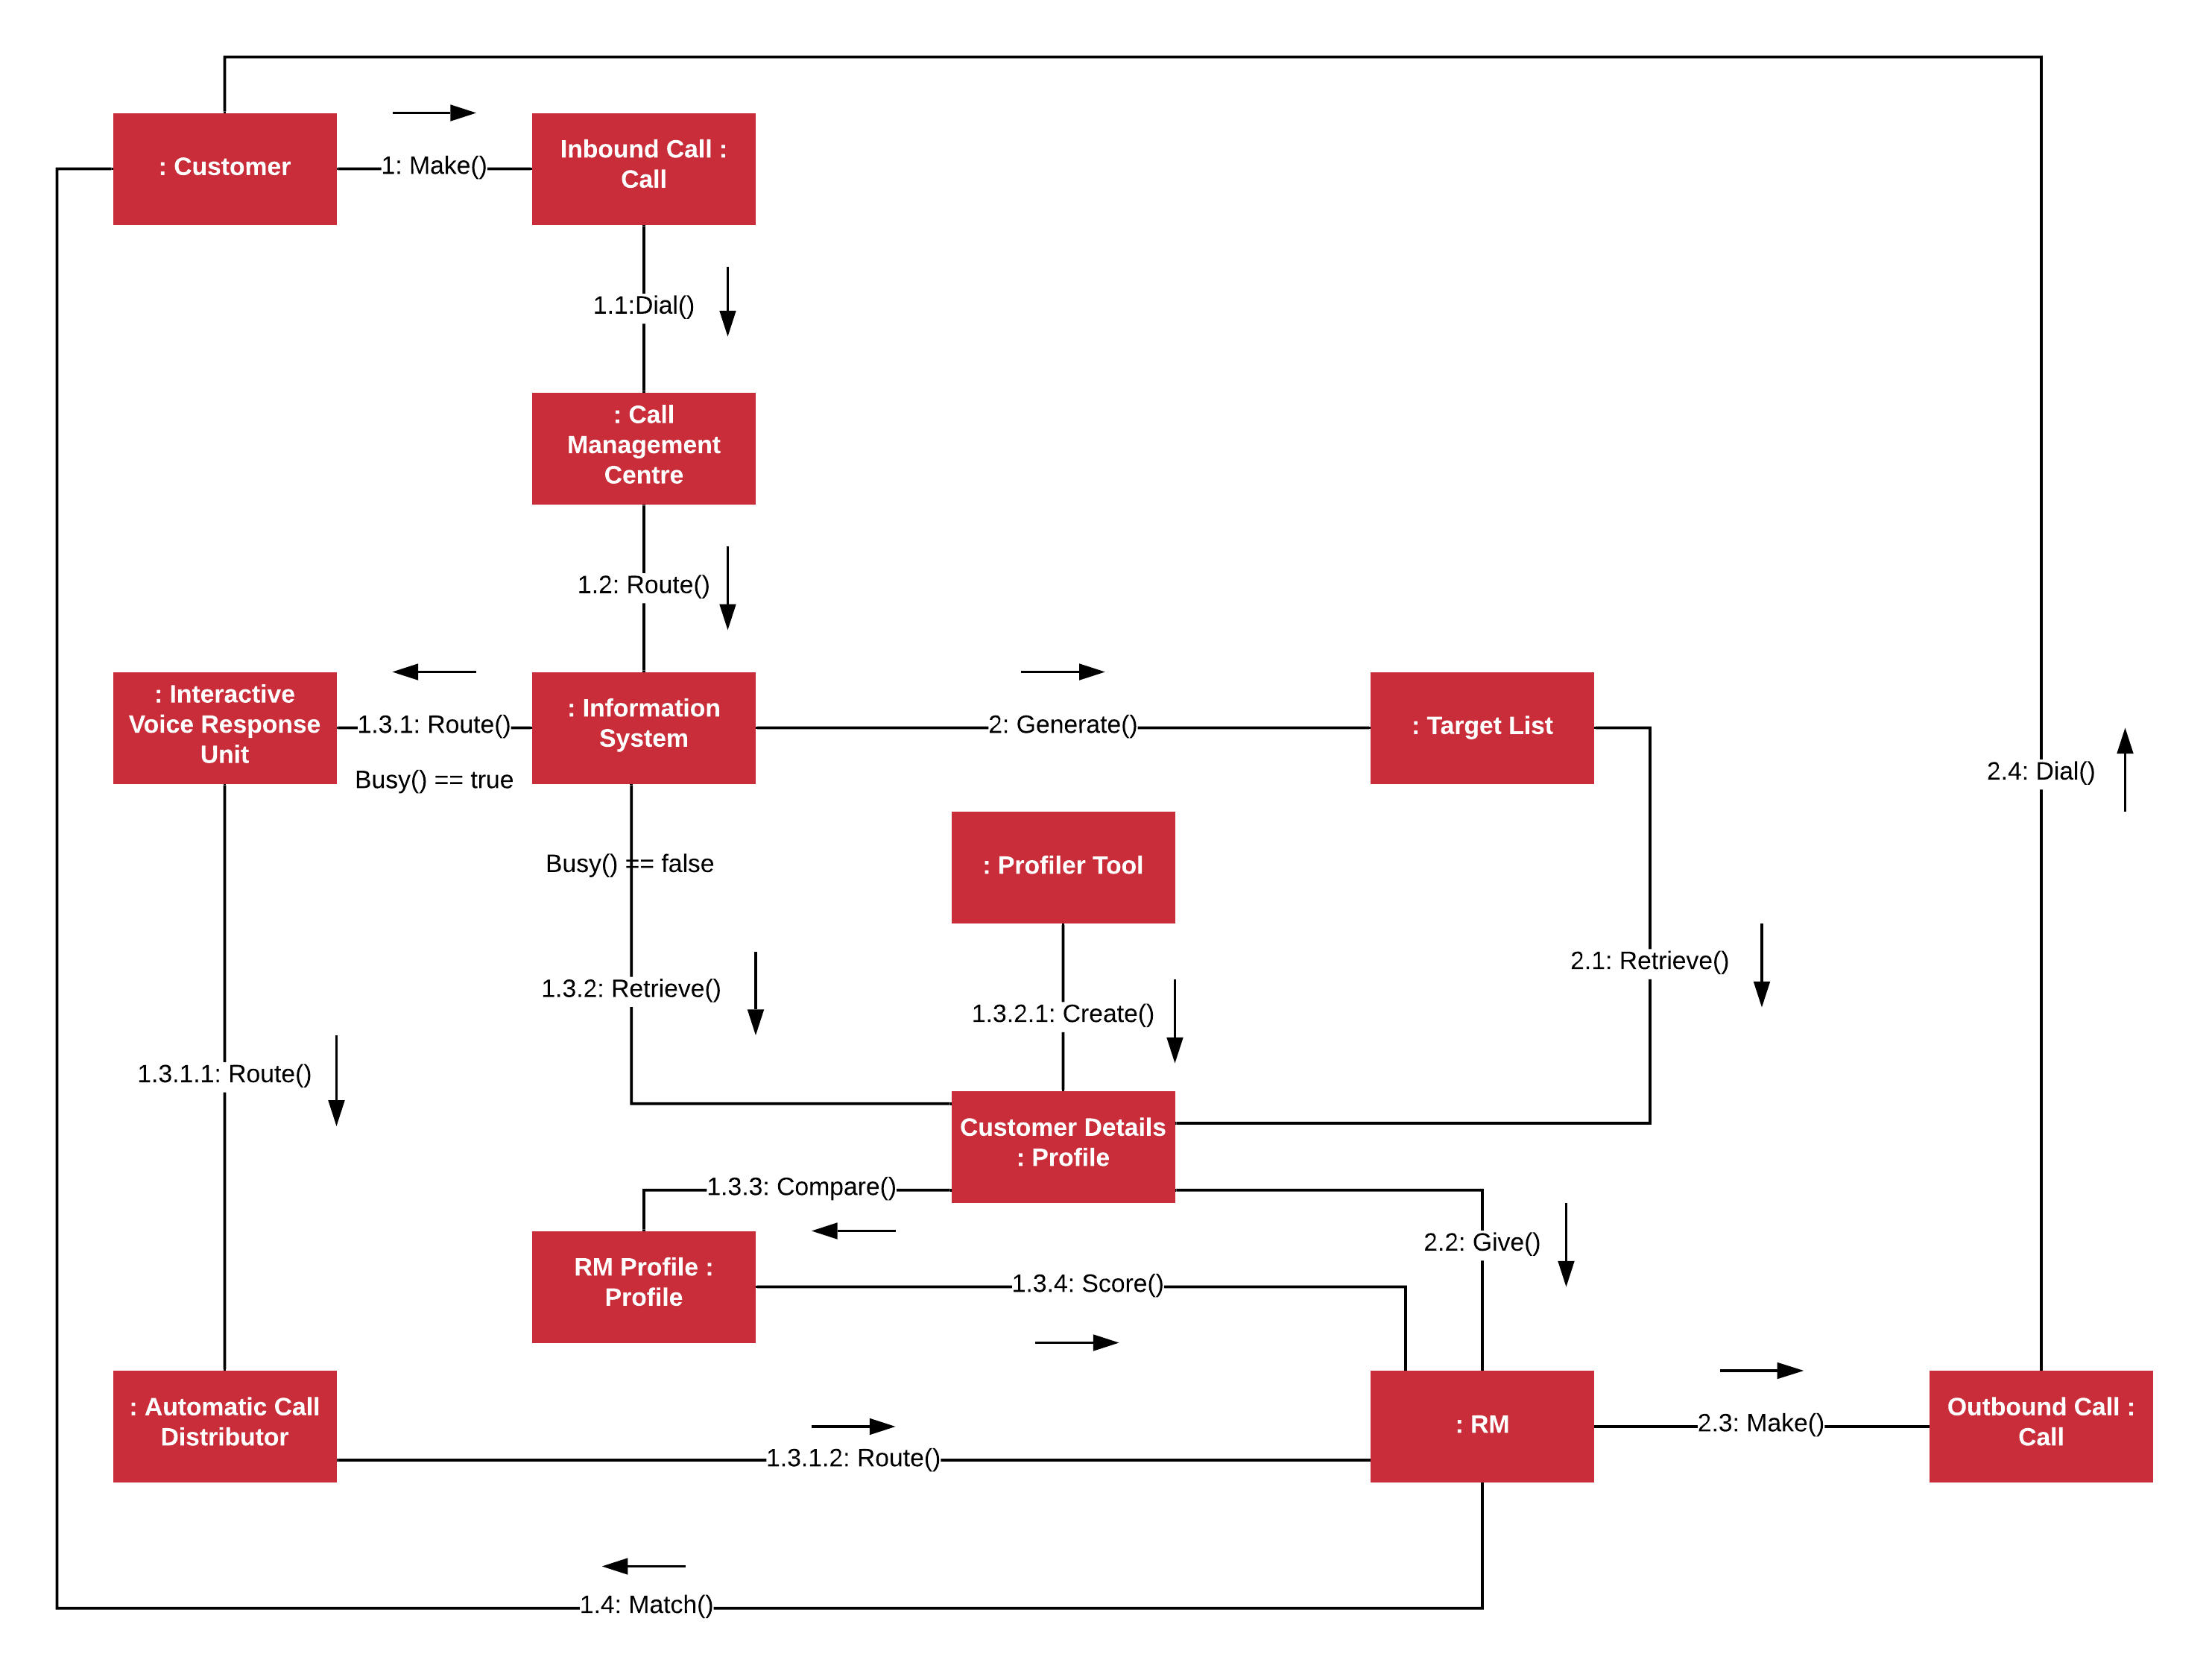 : Customer
1: Make()
Inbound Call :
Call
1.1:Dial()
: Call
Management
Centre
1.2: Route()
: Interactive
Voice Response
Unit
1.3.1: Route()
Busy() == true
: Information
System
2: Generate()
: Target List
2.4: Dial()
Busy() == false
: Profiler Tool
1.3.2: Retrieve()
1.3.2.1: Create()
2.1: Retrieve()
1.3.1.1: Route()
Customer Details
: Profile
1.3.3: Compare()
RM Profile :
Profile
2.2: Give()
1.3.4: Score()
: Automatic Call
Distributor
1.3.1.2: Route()
: RM
2.3: Make()
Outbound Call :
Call
1.4: Match()